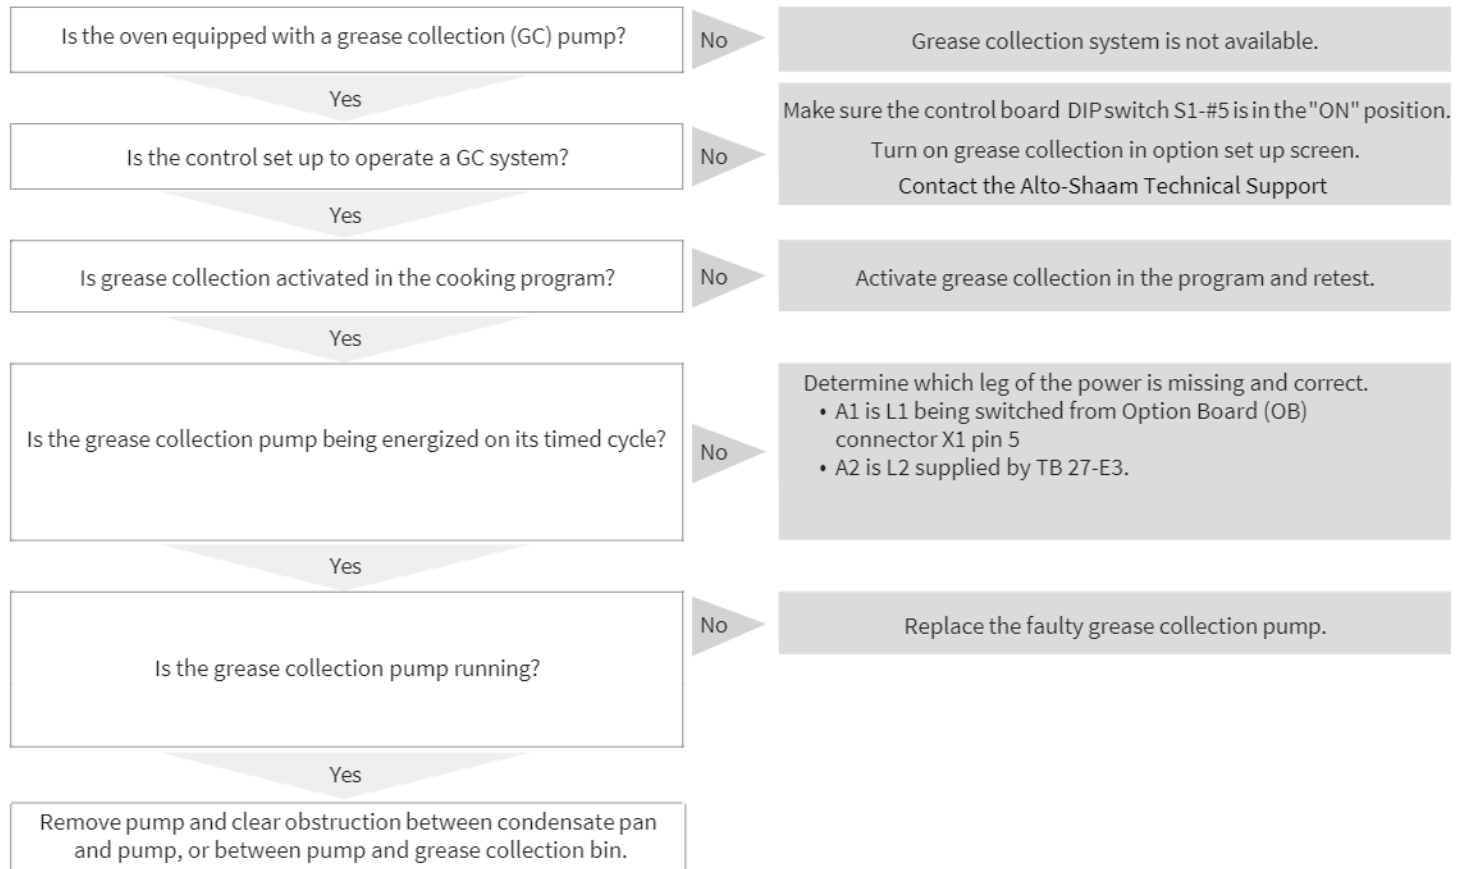 Is the oven equipped with a grease collection (GC) pump?
No
Grease collection system is not available.
Yes
Is the control set up to operate a GC system?
No
Make sure the control board DIP switch S1-#5 is in the "ON" position.
Turn on grease collection in option set up screen.
Contact the Alto-Shaam Technical Support
Yes
Is grease collection activated in the cooking program?
No
Activate grease collection in the program and retest.
Yes
Is the grease collection pump being energized on its timed cycle?
No
Determine which leg of the power is missing and correct.
• A1 is L1 being switched from Option Board (OB)
connector X1 pin 5
• A2 is L2 supplied by TB 27-E3.
Yes
Is the grease collection pump running?
No
Replace the faulty grease collection pump.
Yes
Remove pump and clear obstruction between condensate pan
and pump, or between pump and grease collection bin.